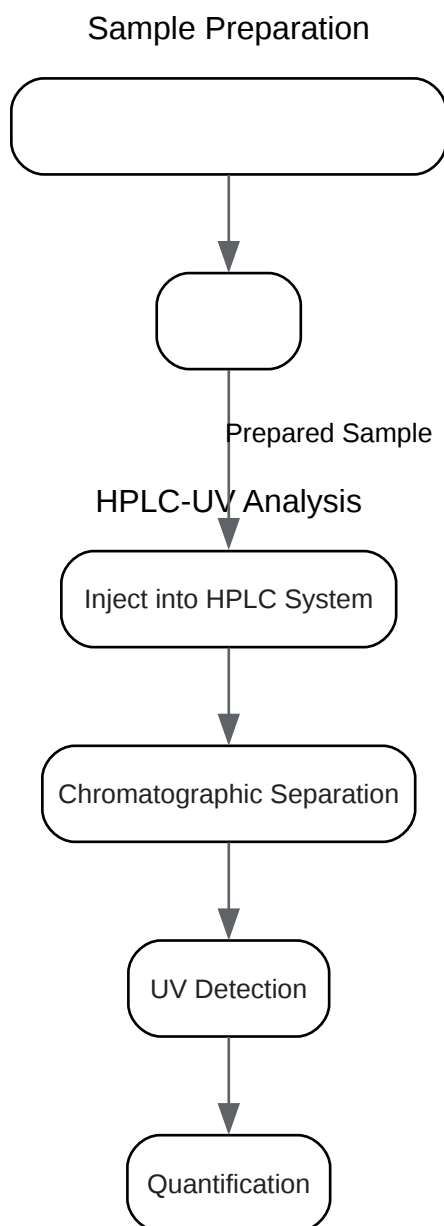 Sample Preparation
Prepared Sample
HPLC-UV Analysis
Inject into HPLC System
Chromatographic Separation
UV Detection
Quantification